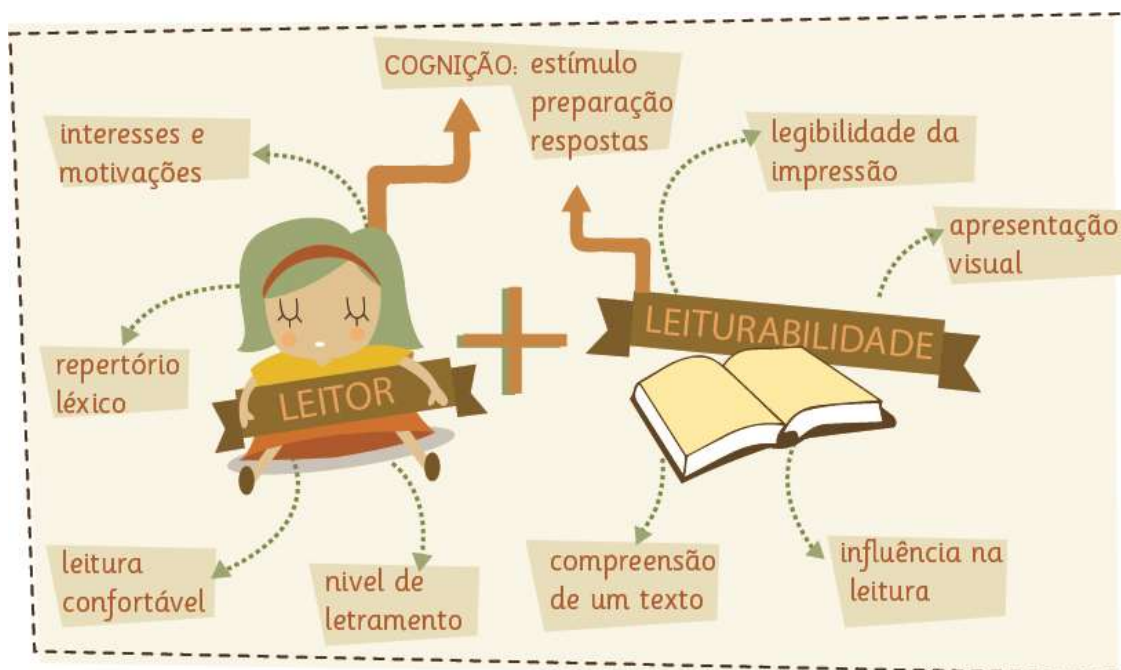 COGNIÇÃO: estímulo
preparação
respostas
interesses e
motivações
legibilidade da
impressão
apresentação
visual
repertório
léxico
LEITOR
LEITURABILIDADE
leitura
confortável
nivel de
letramento
compreensão
de um texto
influência na
leitura